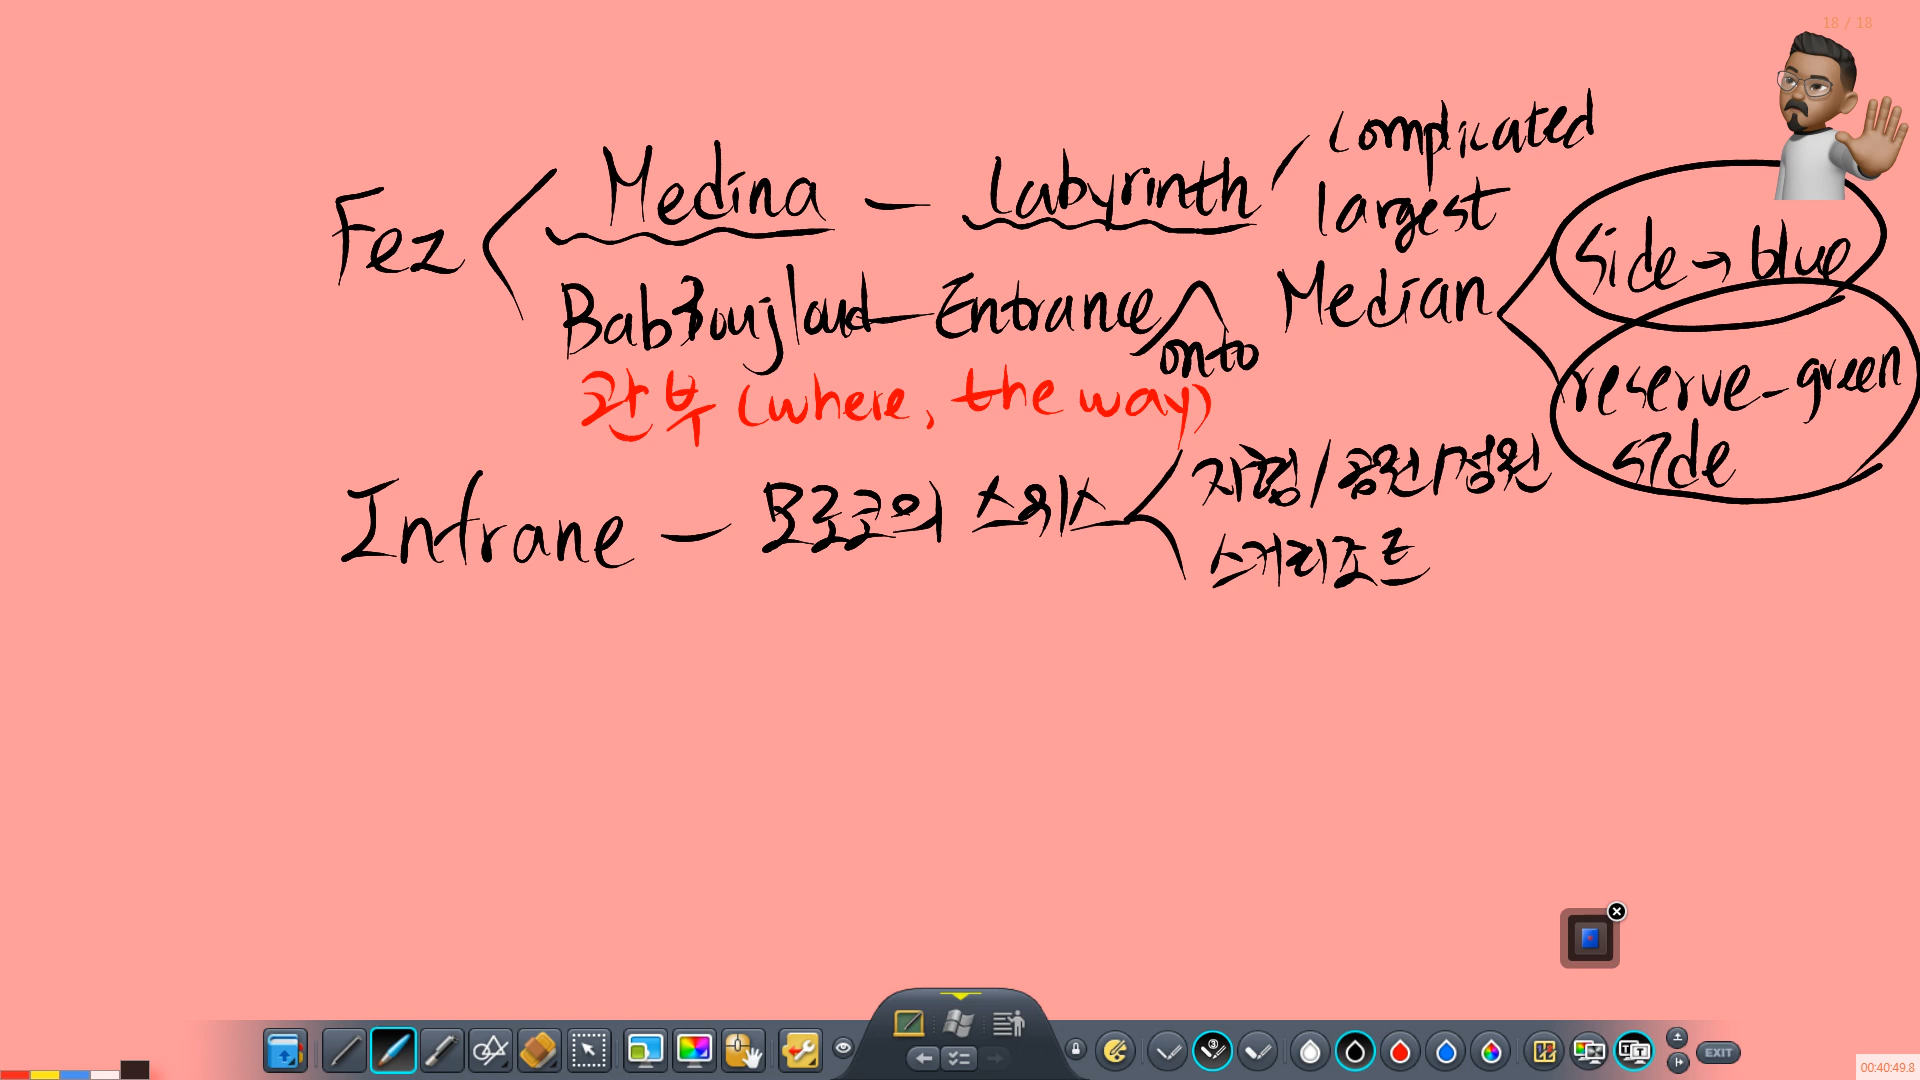 18 / 18
Fez < Medina — Labyrinth / complicated
largest
Bab Boujloud — Entrance onto Median < side → blue
reserve - green side
관부 (where, the way)
Infrane — 모로코의 스위스 < 지형/공원/정원
스키리조트
EXIT
00:40:49.8